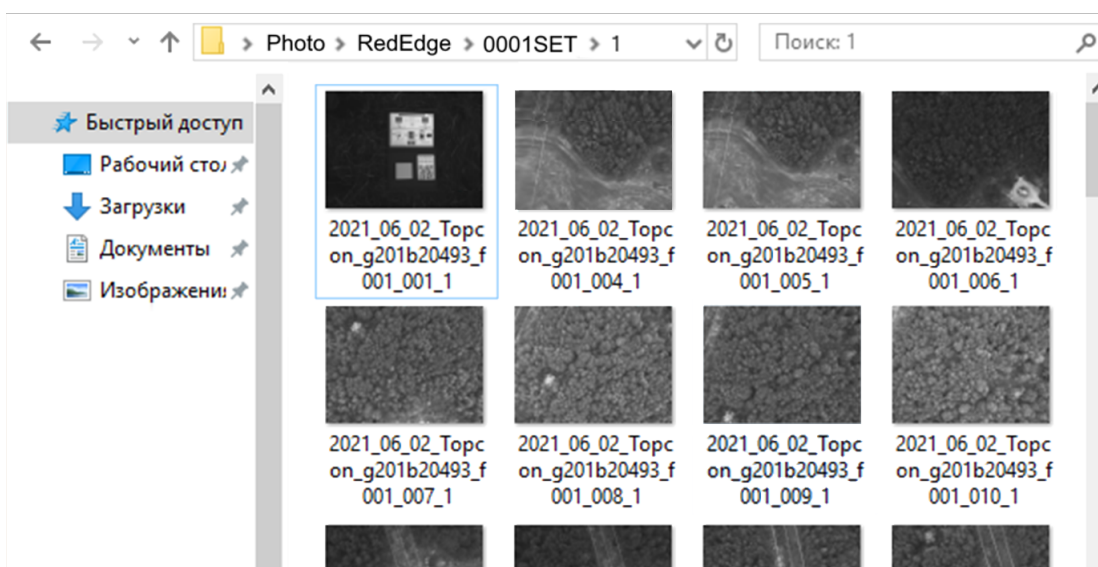 Photo > RedEdge > 0001SET > 1
Поиск: 1
Быстрый доступ
Рабочий сто
Загрузки
Документы
Изображени
2021_06_02_Topc
on_g201b20493_f
001_001_1
2021_06_02_Topc
on_g201b20493_f
001_004_1
2021_06_02_Topc
on_g201b20493_f
001_005_1
2021_06_02_Topc
on_g201b20493_f
001_006_1
2021_06_02_Topc
on_g201b20493_f
001_007_1
2021_06_02_Topc
on_g201b20493_f
001_008_1
2021_06_02_Topc
on_g201b20493_f
001_009_1
2021_06_02_Topc
on_g201b20493_f
001_010_1